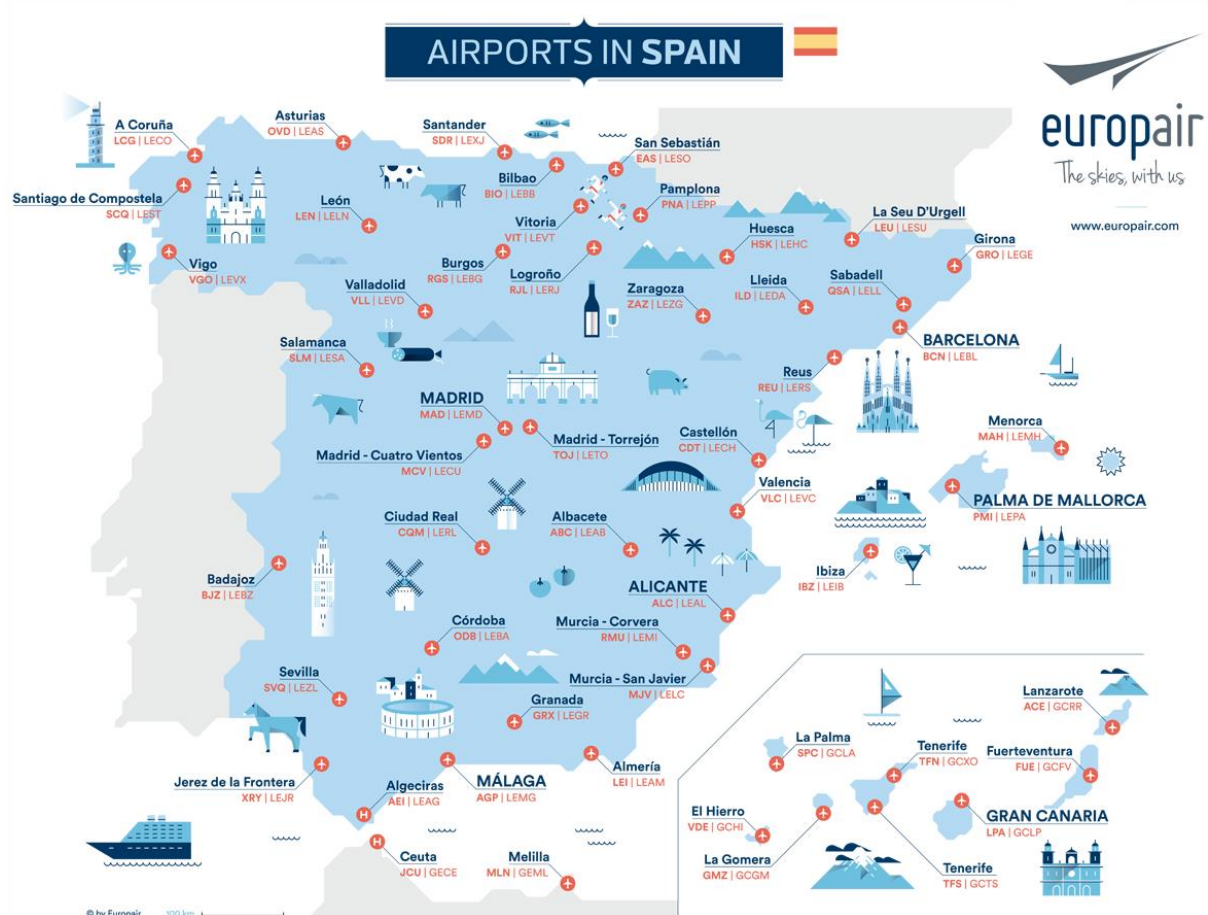 AIRPORTS IN SPAIN
europair
The skies, with us
www.europair.com
A Coruña
LCG | LECO
Asturias
OVD | LEAS
Santander
SDR | LEXJ
San Sebastián
EAS | LESO
Bilbao
BIO | LEBB
Santiago de Compostela
SCQ | LEST
León
LEN | LELN
Pamplona
PNA | LEPP
Vitoria
VIT | LEVT
La Seu D'Urgell
LEU | LESU
Huesca
HSK | LEHC
Girona
GRO | LEGE
Vigo
VGO | LEVX
Burgos
RGS | LEBG
Logroño
RJL | LERJ
Valladolid
VLL | LEVD
Zaragoza
ZAZ | LEZG
Lleida
ILD | LEDA
Sabadell
QSA | LELL
Salamanca
SLM | LESA
BARCELONA
BCN | LEBL
Reus
REU | LERS
MADRID
MAD | LEMD
Madrid - Torrejón
TOJ | LETO
Castellón
CDT | LECH
Menorca
MAH | LEMH
Madrid - Cuatro Vientos
MCV | LECU
Valencia
VLC | LEVC
PALMA DE MALLORCA
PMI | LEPA
Ciudad Real
CQM | LERL
Albacete
ABC | LEAB
Badajoz
BJZ | LEBZ
Ibiza
IBZ | LEIB
ALICANTE
ALC | LEAL
Córdoba
ODB | LEBA
Murcia - Corvera
RMU | LEMI
Sevilla
SVQ | LEZL
Murcia - San Javier
MJV | LELC
Granada
GRX | LEGR
Jerez de la Frontera
XRY | LEJR
Algeciras
AEI | LEAG
MÁLAGA
AGP | LEMG
Almería
LEI | LEAM
Ceuta
JCU | GECE
Melilla
MLN | GEML
Lanzarote
ACE | GCRR
La Palma
SPC | GCLA
Tenerife
TFN | GCXO
Fuerteventura
FUE | GCFV
El Hierro
VDE | GCHI
GRAN CANARIA
LPA | GCLP
La Gomera
GMZ | GCGM
Tenerife
TFS | GCTS
© by Europair
100 km
H
H